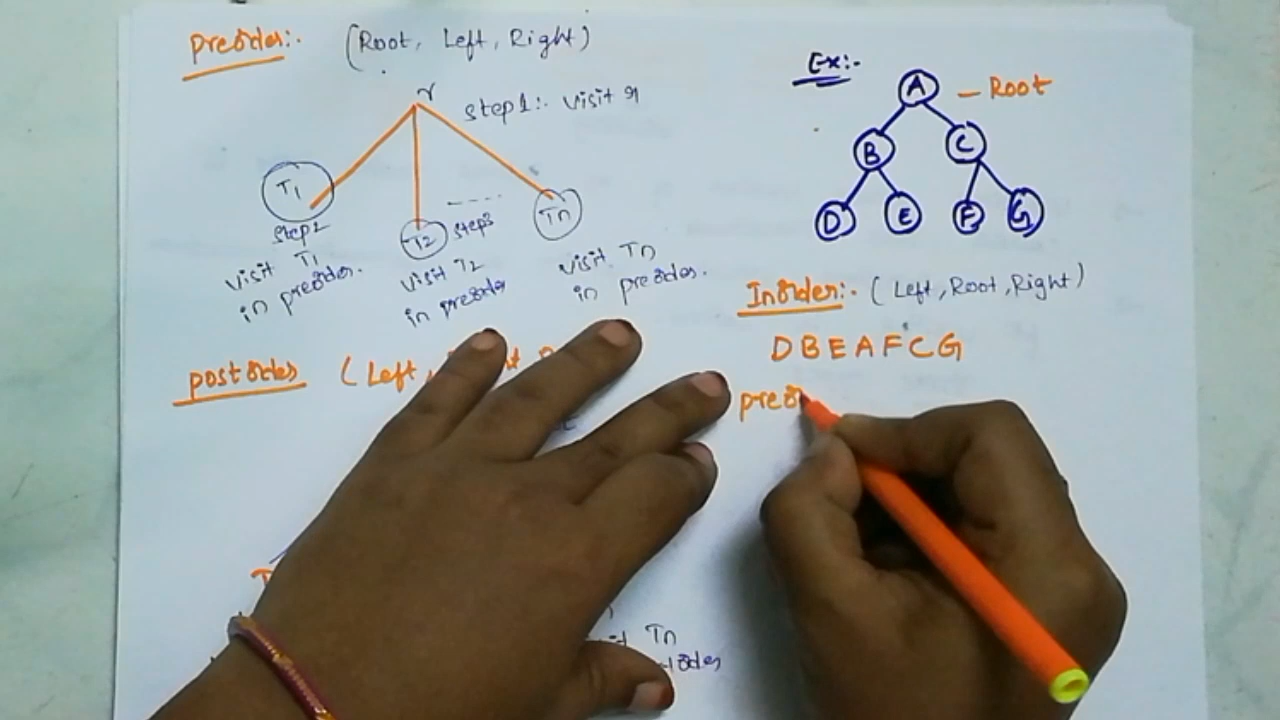 preorder:- (Root, Left, Right)
r step1:- visit r
T1 T2 ---- Tn
step2 step3
visit T1 in preorder.
visit T2 in preorder
visit Tn in preorder.
postorder (Left,
Tn
Ex:-
A — Root
B C
D E F G
Inorder:- (Left, Root, Right)
D B E A F C G
preo